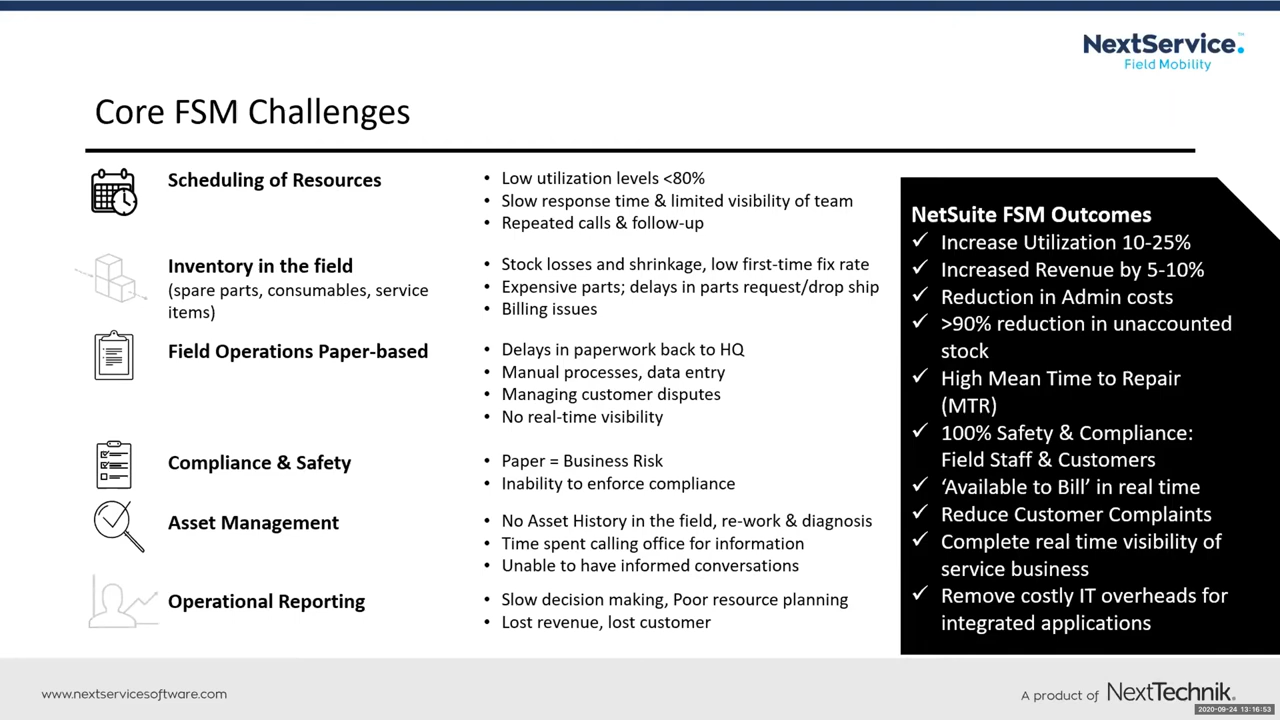 NextService.™
Field Mobility
Core FSM Challenges
Scheduling of Resources
• Low utilization levels <80%
• Slow response time & limited visibility of team
• Repeated calls & follow-up
Inventory in the field
(spare parts, consumables, service
items)
• Stock losses and shrinkage, low first-time fix rate
• Expensive parts; delays in parts request/drop ship
• Billing issues
Field Operations Paper-based
• Delays in paperwork back to HQ
• Manual processes, data entry
• Managing customer disputes
• No real-time visibility
Compliance & Safety
• Paper = Business Risk
• Inability to enforce compliance
Asset Management
• No Asset History in the field, re-work & diagnosis
• Time spent calling office for information
• Unable to have informed conversations
Operational Reporting
• Slow decision making, Poor resource planning
• Lost revenue, lost customer
NetSuite FSM Outcomes
✓ Increase Utilization 10-25%
✓ Increased Revenue by 5-10%
✓ Reduction in Admin costs
✓ >90% reduction in unaccounted
stock
✓ High Mean Time to Repair
(MTR)
✓ 100% Safety & Compliance:
Field Staff & Customers
✓ ‘Available to Bill’ in real time
✓ Reduce Customer Complaints
✓ Complete real time visibility of
service business
✓ Remove costly IT overheads for
integrated applications
www.nextservicesoftware.com
A product of NextTechnik.
2020-09-24 13:16:53